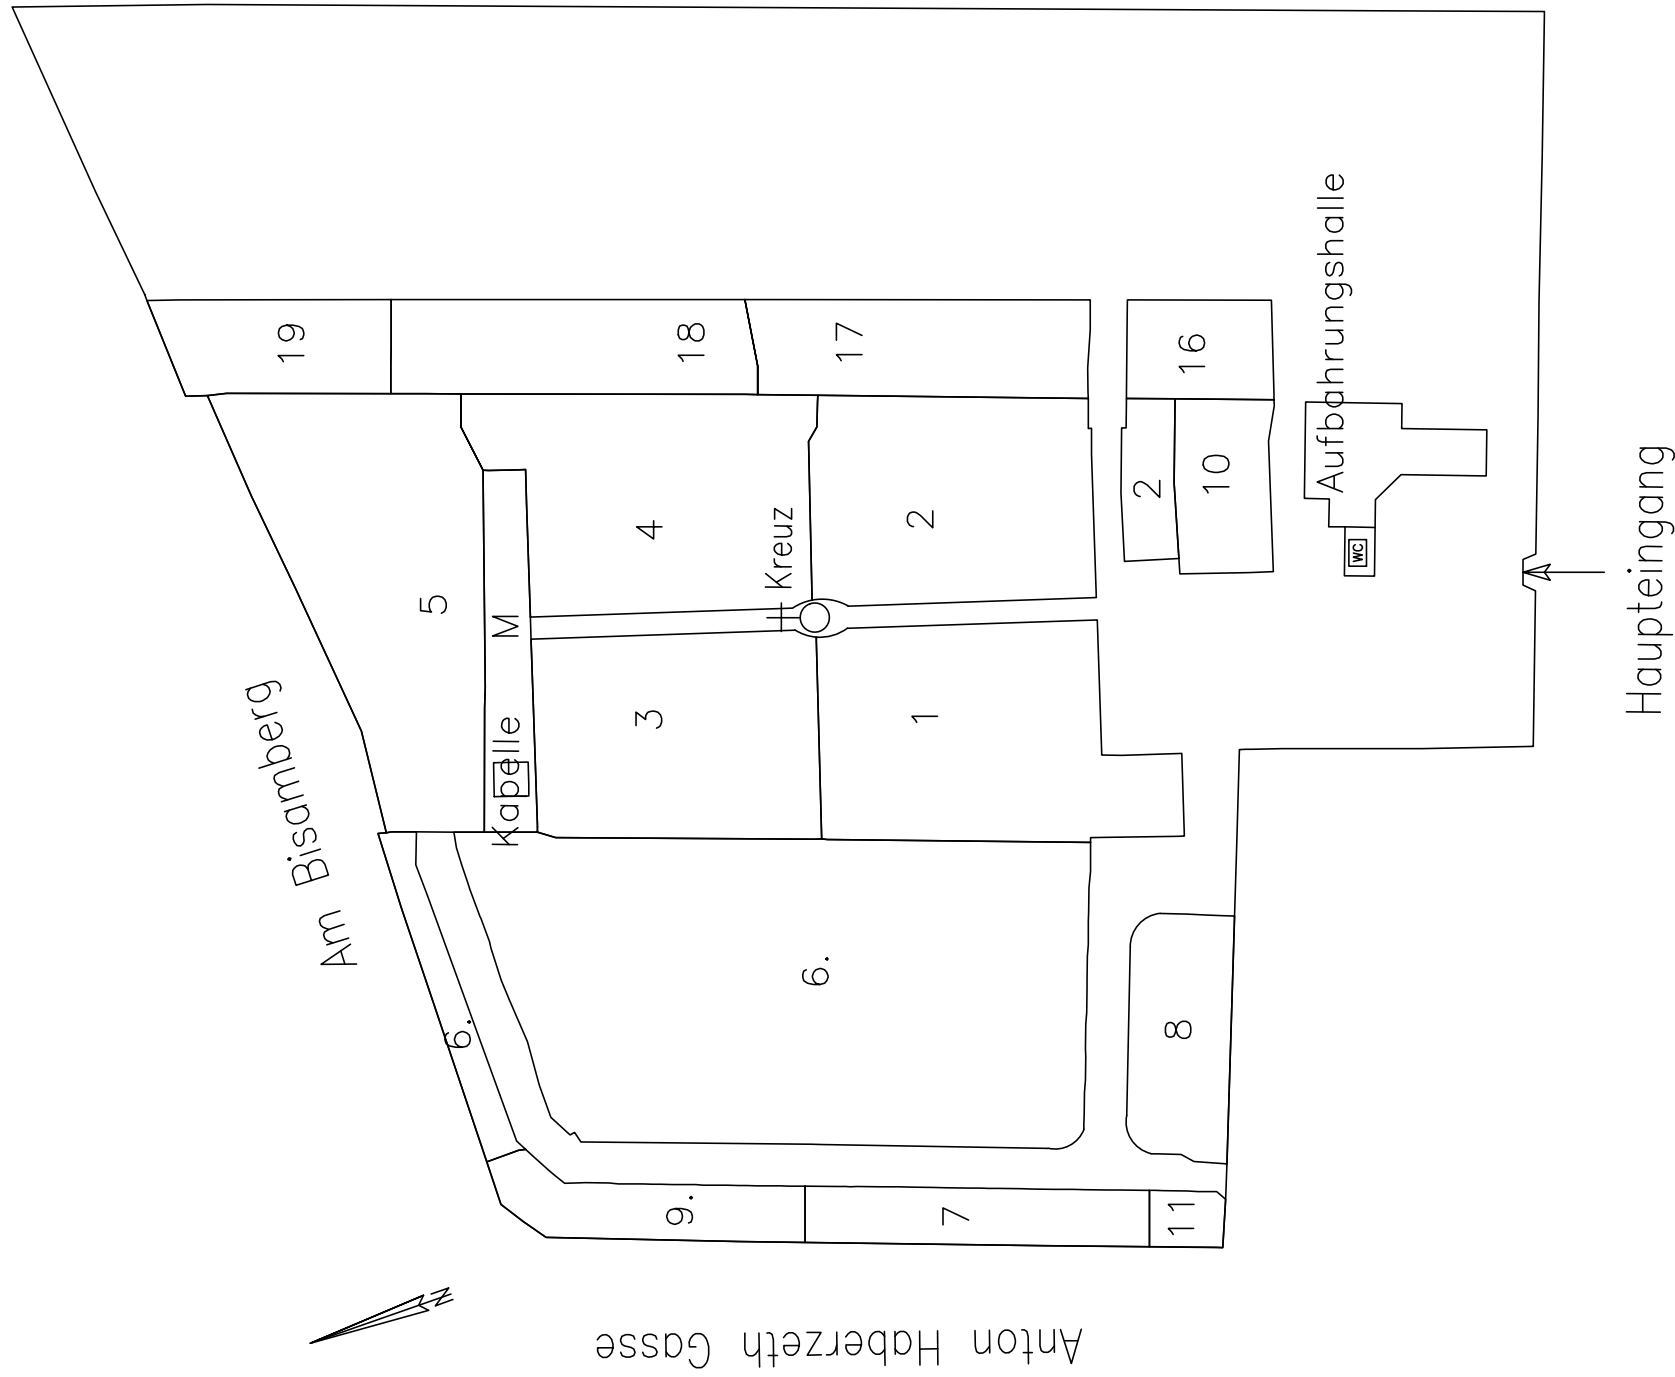 19
18
17
16
Aufbahrungshalle
5
4
2
2
10
Kreuz
WC
Haupteingang
M
Kapelle
3
1
Am Bisamberg
6.
6.
8
9.
7
11
N
Anton Haberzeth Gasse